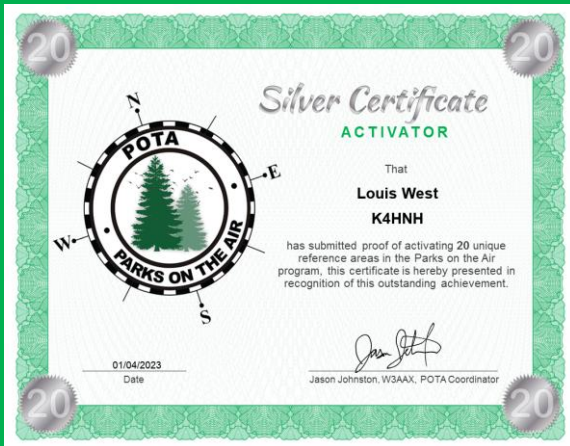 20
20
Silver Certificate
ACTIVATOR
N
E
W
S
POTA
PARKS ON THE AIR
That
Louis West
K4HNH
has submitted proof of activating 20 unique
reference areas in the Parks on the Air
program, this certificate is hereby presented in
recognition of this outstanding achievement.
01/04/2023
Date
Jason Johnston, W3AAX, POTA Coordinator
20
20